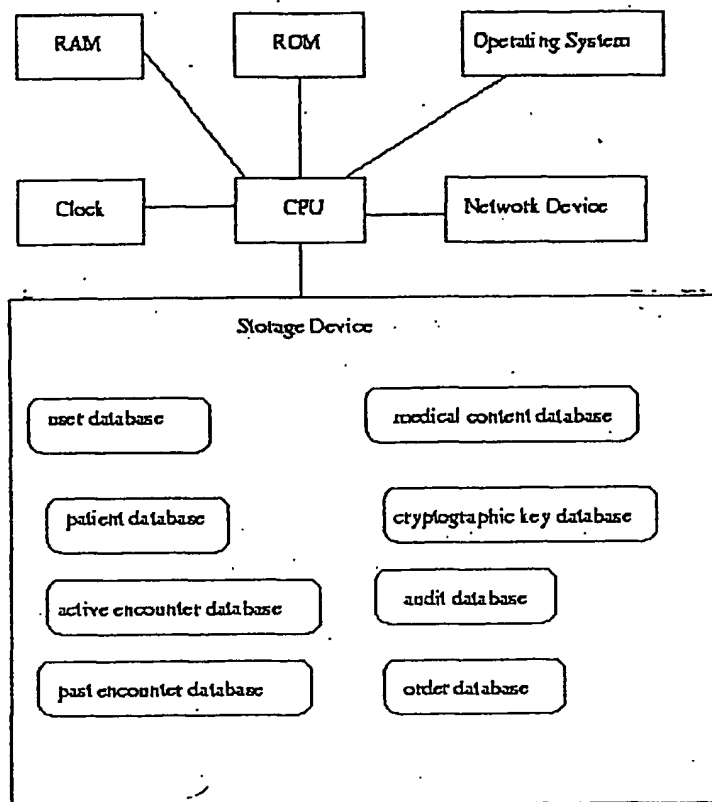 RAM
ROM
Operating System
Clock
CPU
Network Device
Storage Device
user database
medical content database
patient database
cryptographic key database
active encounter database
audit database
past encounter database
order database